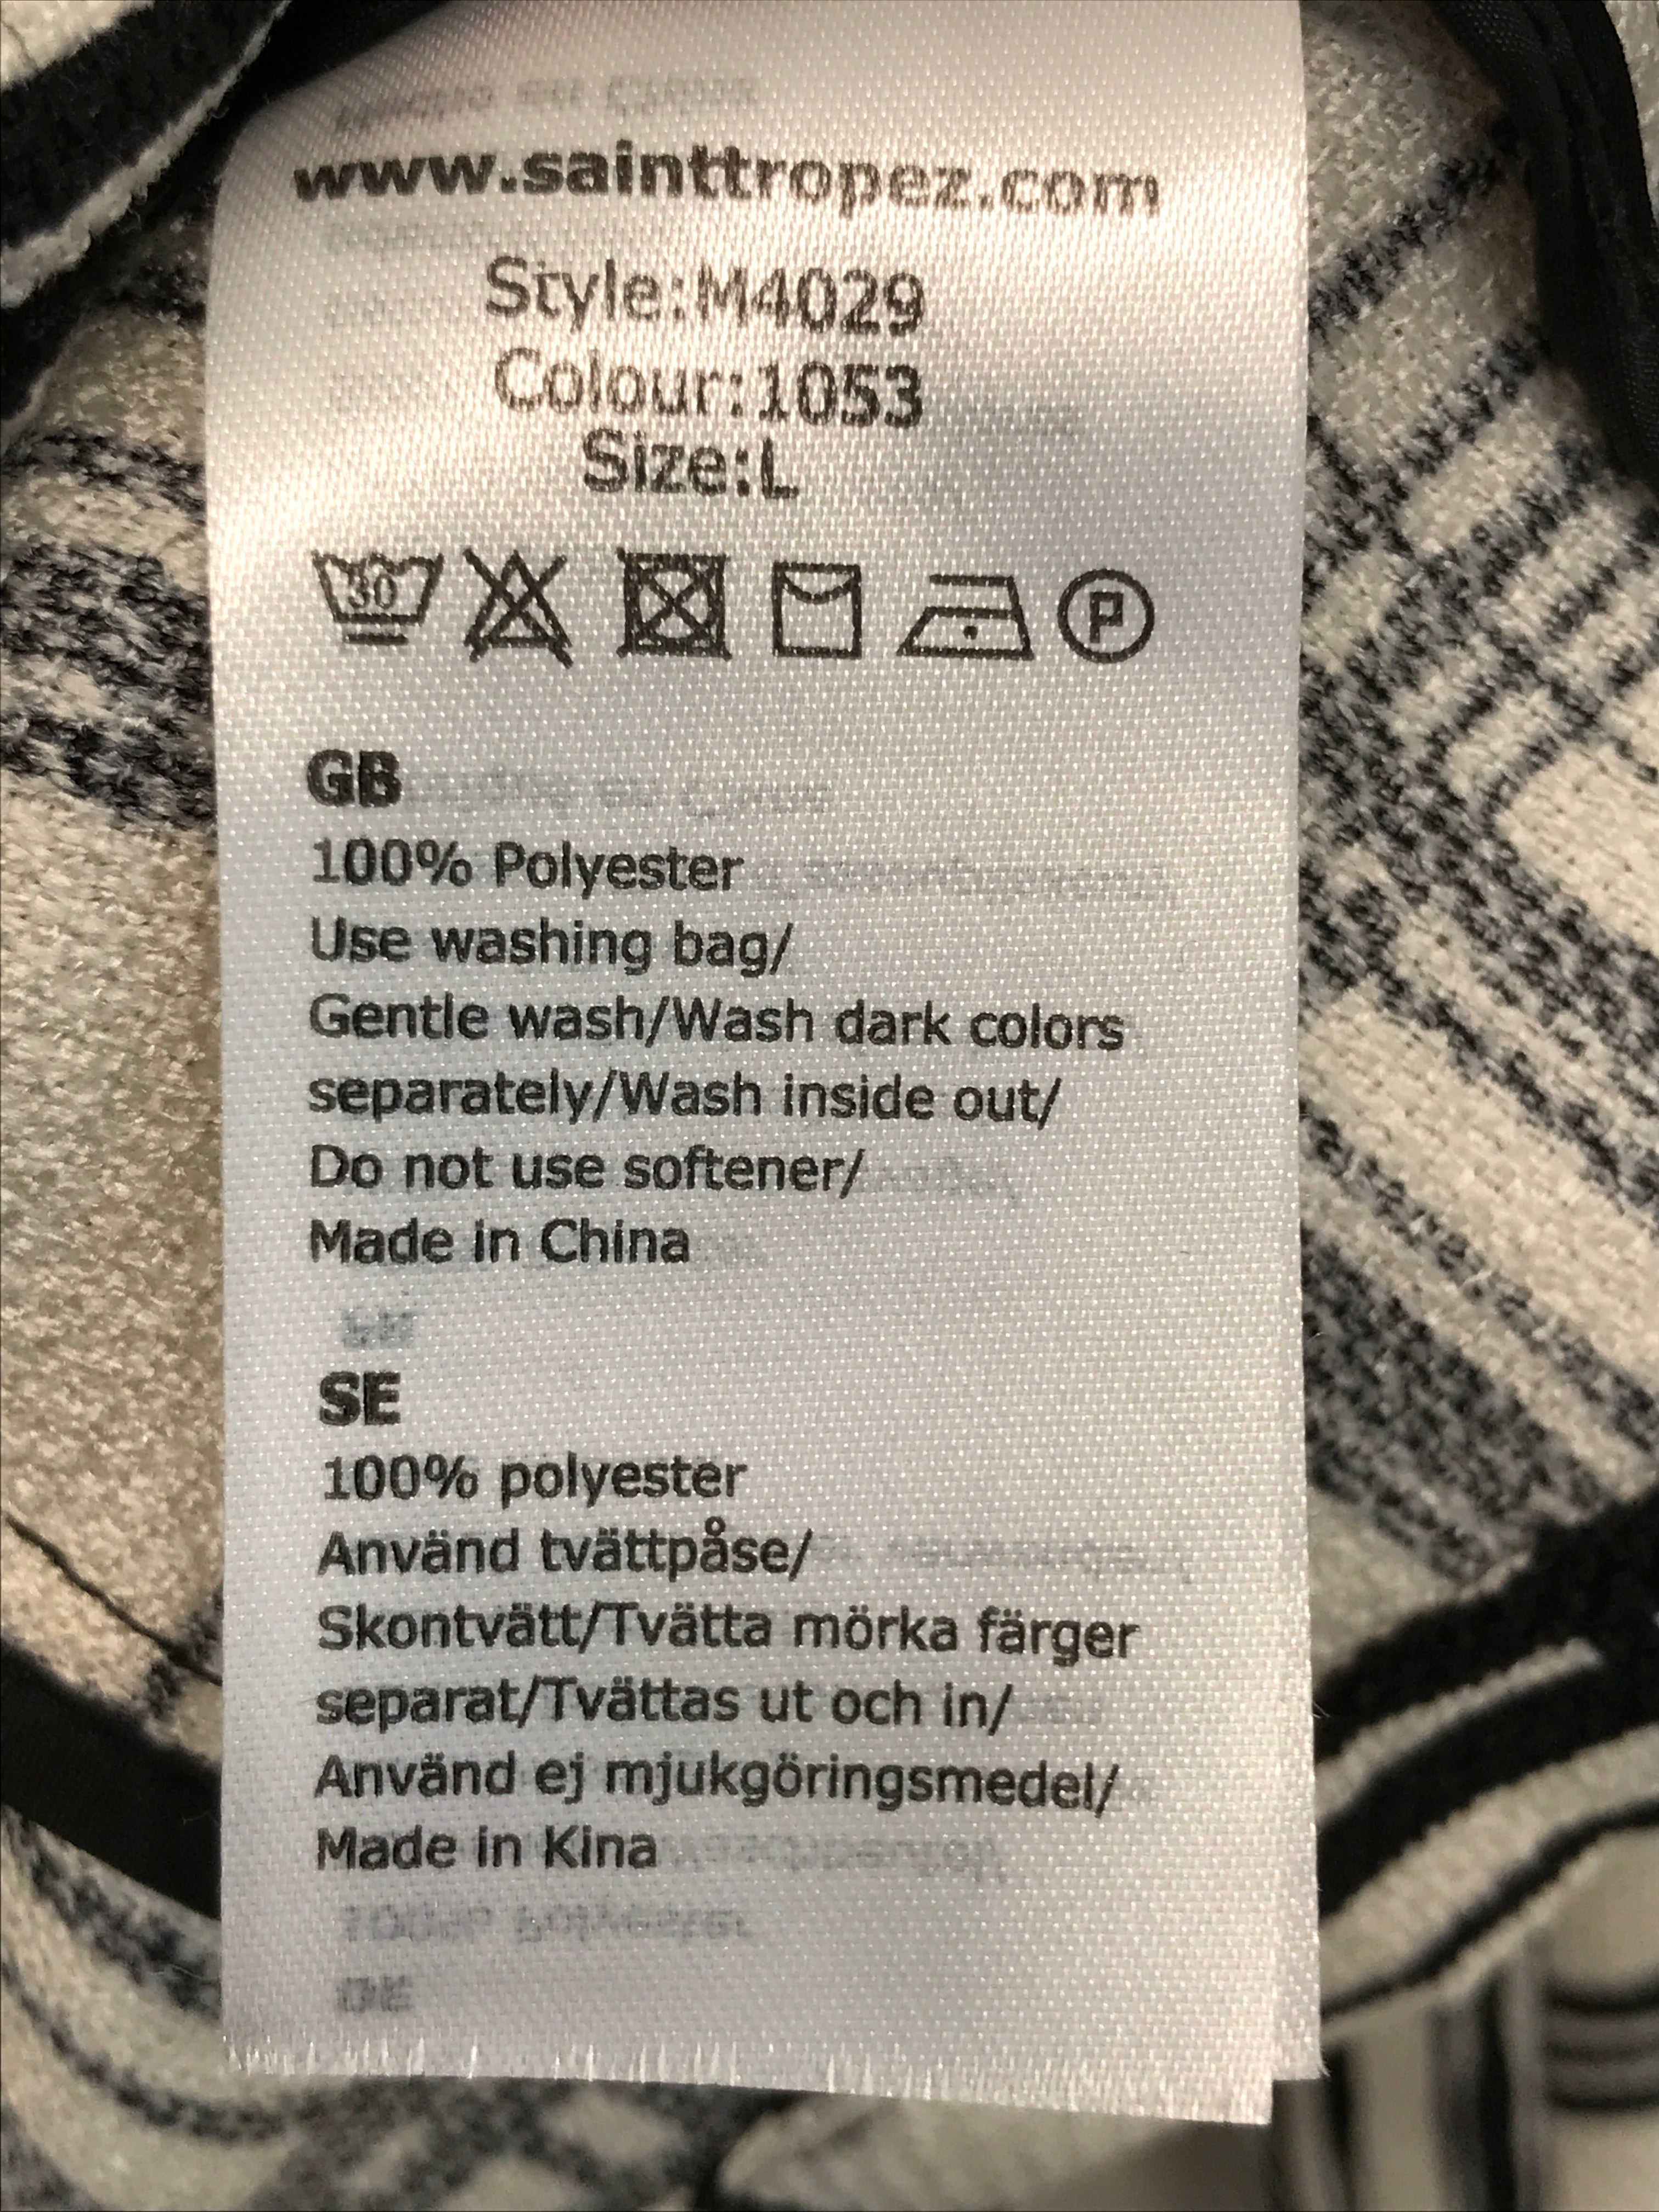 www.sainttropez.com
Style:M4029
Colour:1053
Size:L
30 P
GB
100% Polyester
Use washing bag/
Gentle wash/Wash dark colors
separately/Wash inside out/
Do not use softener/
Made in China
SE
100% polyester
Använd tvättpåse/
Skontvätt/Tvätta mörka färger
separat/Tvättas ut och in/
Använd ej mjukgöringsmedel/
Made in Kina